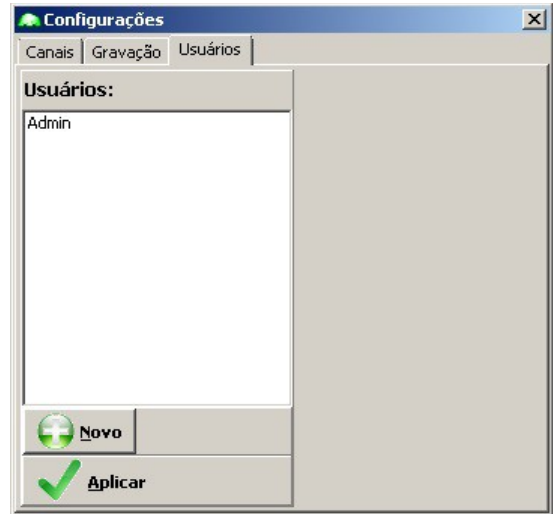 Configurações
Canais Gravação Usuários
Usuários:
Admin
Novo
Aplicar